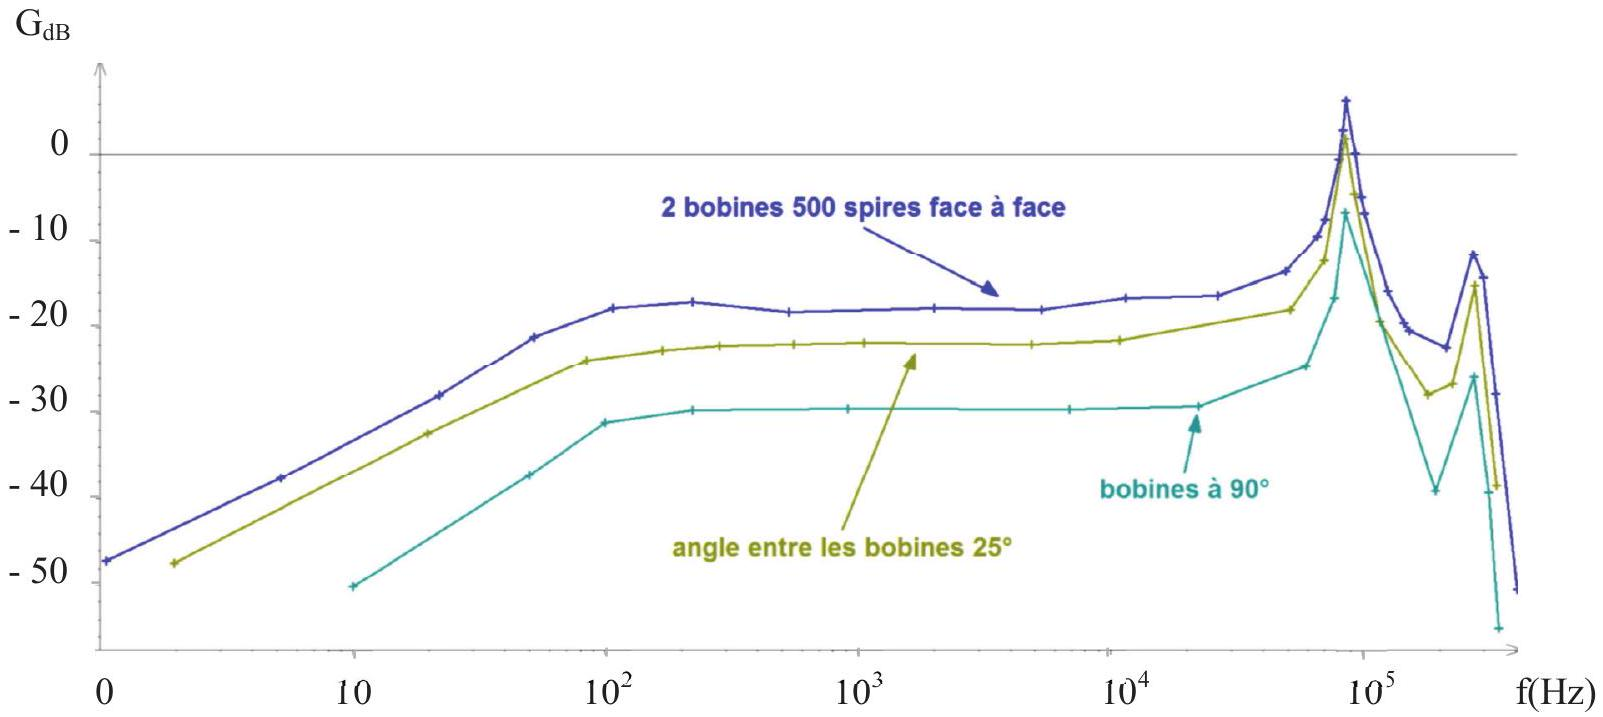 GdB
0
- 10
- 20
- 30
- 40
- 50
2 bobines 500 spires face à face
bobines à 90°
angle entre les bobines 25°
0 10 10² 10³ 10⁴ 10⁵ f(Hz)